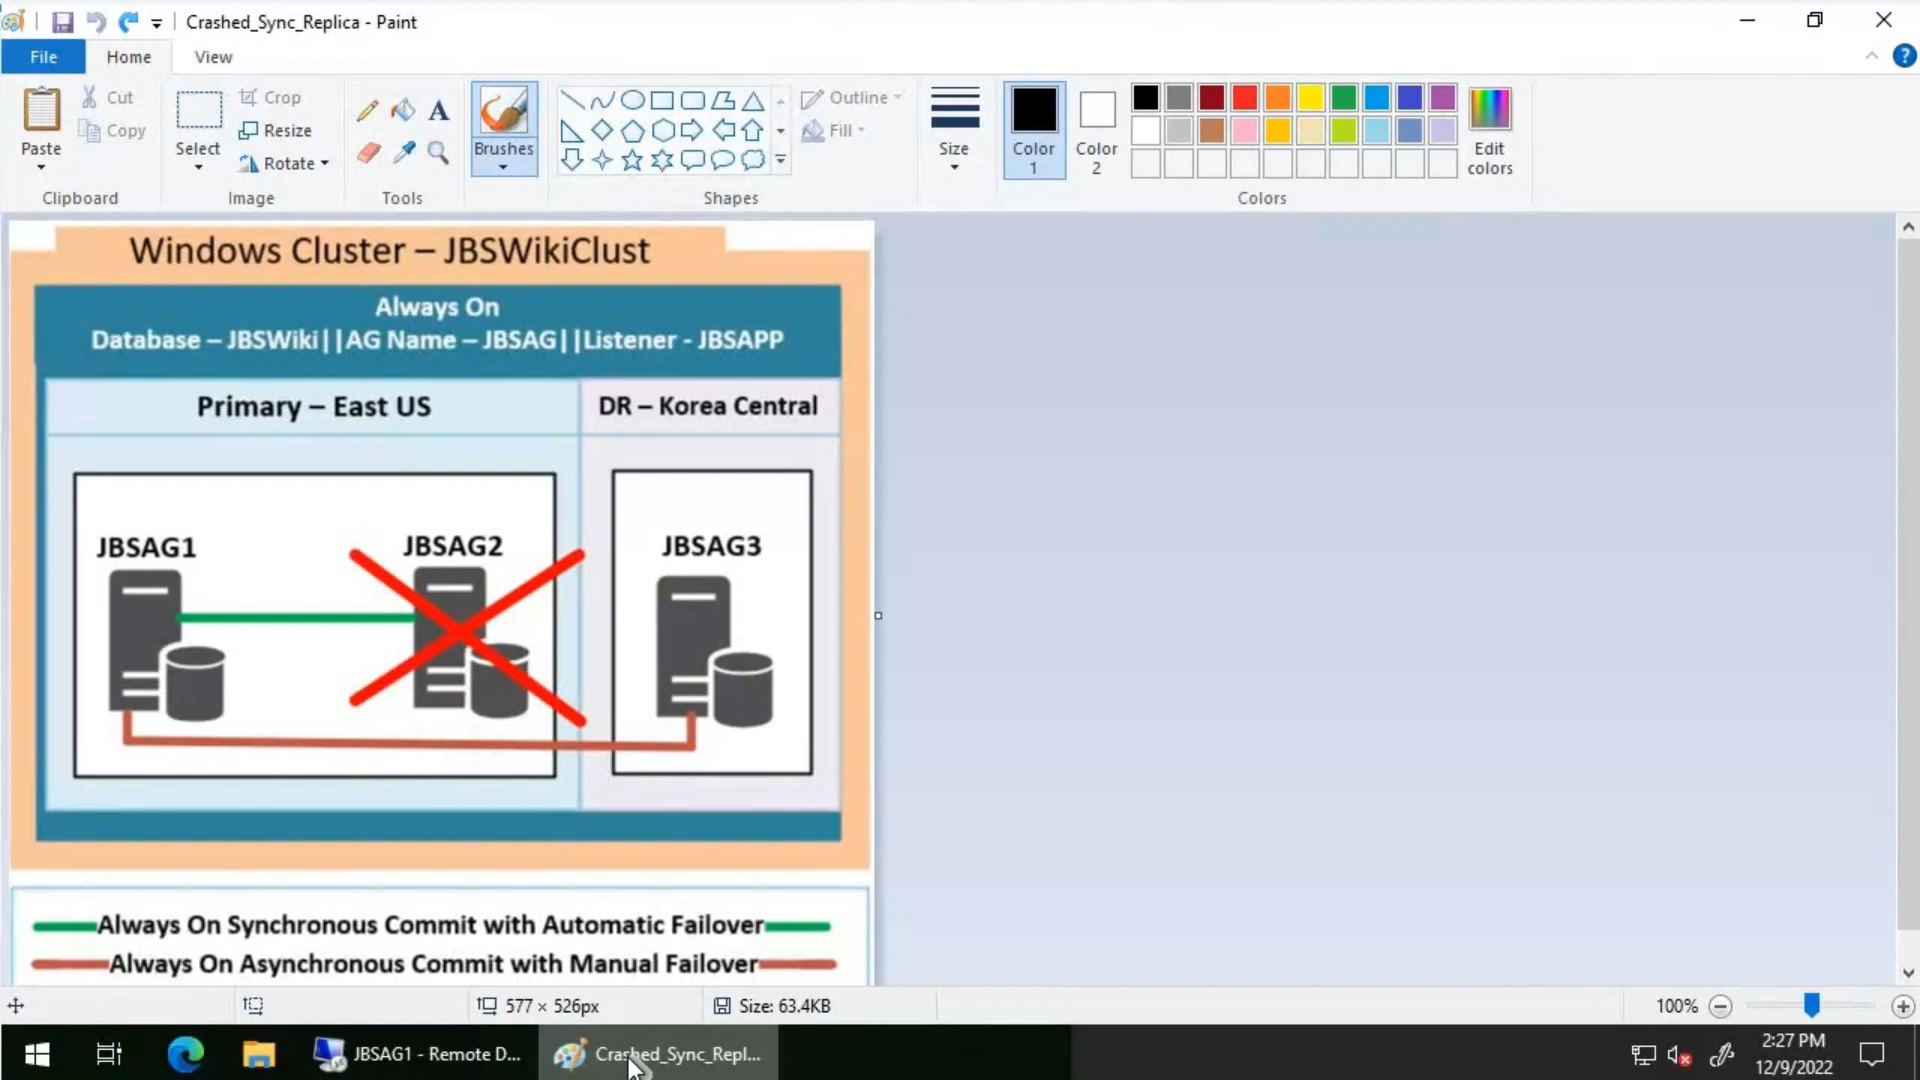 Crashed_Sync_Replica - Paint
File
Home
View
Paste
Cut
Copy
Clipboard
Select
Crop
Resize
Rotate
Image
A
Tools
Brushes
Outline
Fill
Shapes
Size
Color
1
Color
2
Edit
colors
Colors
?
Windows Cluster – JBSWikiClust
Always On
Database – JBSWiki||AG Name – JBSAG||Listener - JBSAPP
Primary – East US
DR – Korea Central
JBSAG1
JBSAG2
JBSAG3
Always On Synchronous Commit with Automatic Failover
Always On Asynchronous Commit with Manual Failover
577 × 526px
Size: 63.4KB
100%
JBSAG1 - Remote D...
Crashed_Sync_Repl...
2:27 PM
12/9/2022